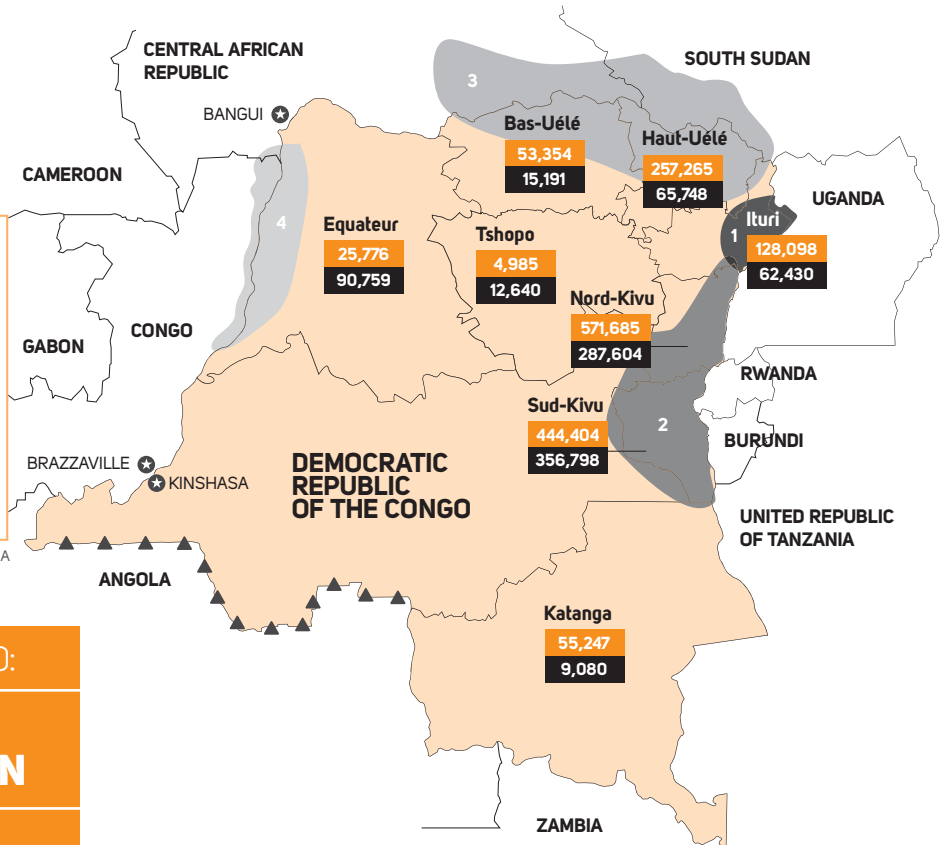 CENTRAL AFRICAN
REPUBLIC
SOUTH SUDAN
BANGUI
3
Bas-Uélé
53,354
15,191
Haut-Uélé
257,265
65,748
CAMEROON
UGANDA
4
Equateur
25,776
90,759
Tshopo
4,985
12,640
1
Ituri
128,098
62,430
Nord-Kivu
571,685
287,604
CONGO
GABON
RWANDA
Sud-Kivu
444,404
356,798
2
BURUNDI
BRAZZAVILLE
KINSHASA
DEMOCRATIC
REPUBLIC
OF THE CONGO
UNITED REPUBLIC
OF TANZANIA
A
ANGOLA
Katanga
55,247
9,080
):
N
ZAMBIA